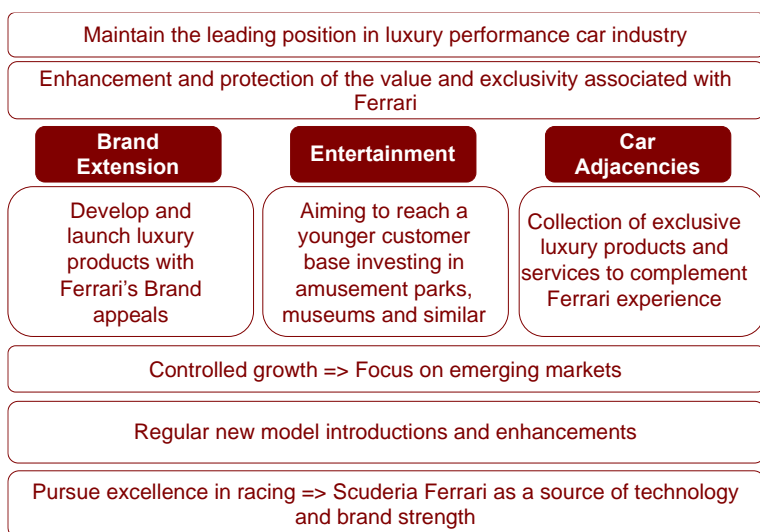 Maintain the leading position in luxury performance car industry
Enhancement and protection of the value and exclusivity associated with
Ferrari
Brand
Extension
Entertainment
Car
Adjacencies
Develop and
launch luxury
products with
Ferrari's Brand
appeals
Aiming to reach a
younger customer
base investing in
amusement parks,
museums and similar
Collection of exclusive
luxury products and
services to complement
Ferrari experience
Controlled growth => Focus on emerging markets
Regular new model introductions and enhancements
Pursue excellence in racing => Scuderia Ferrari as a source of technology
and brand strength